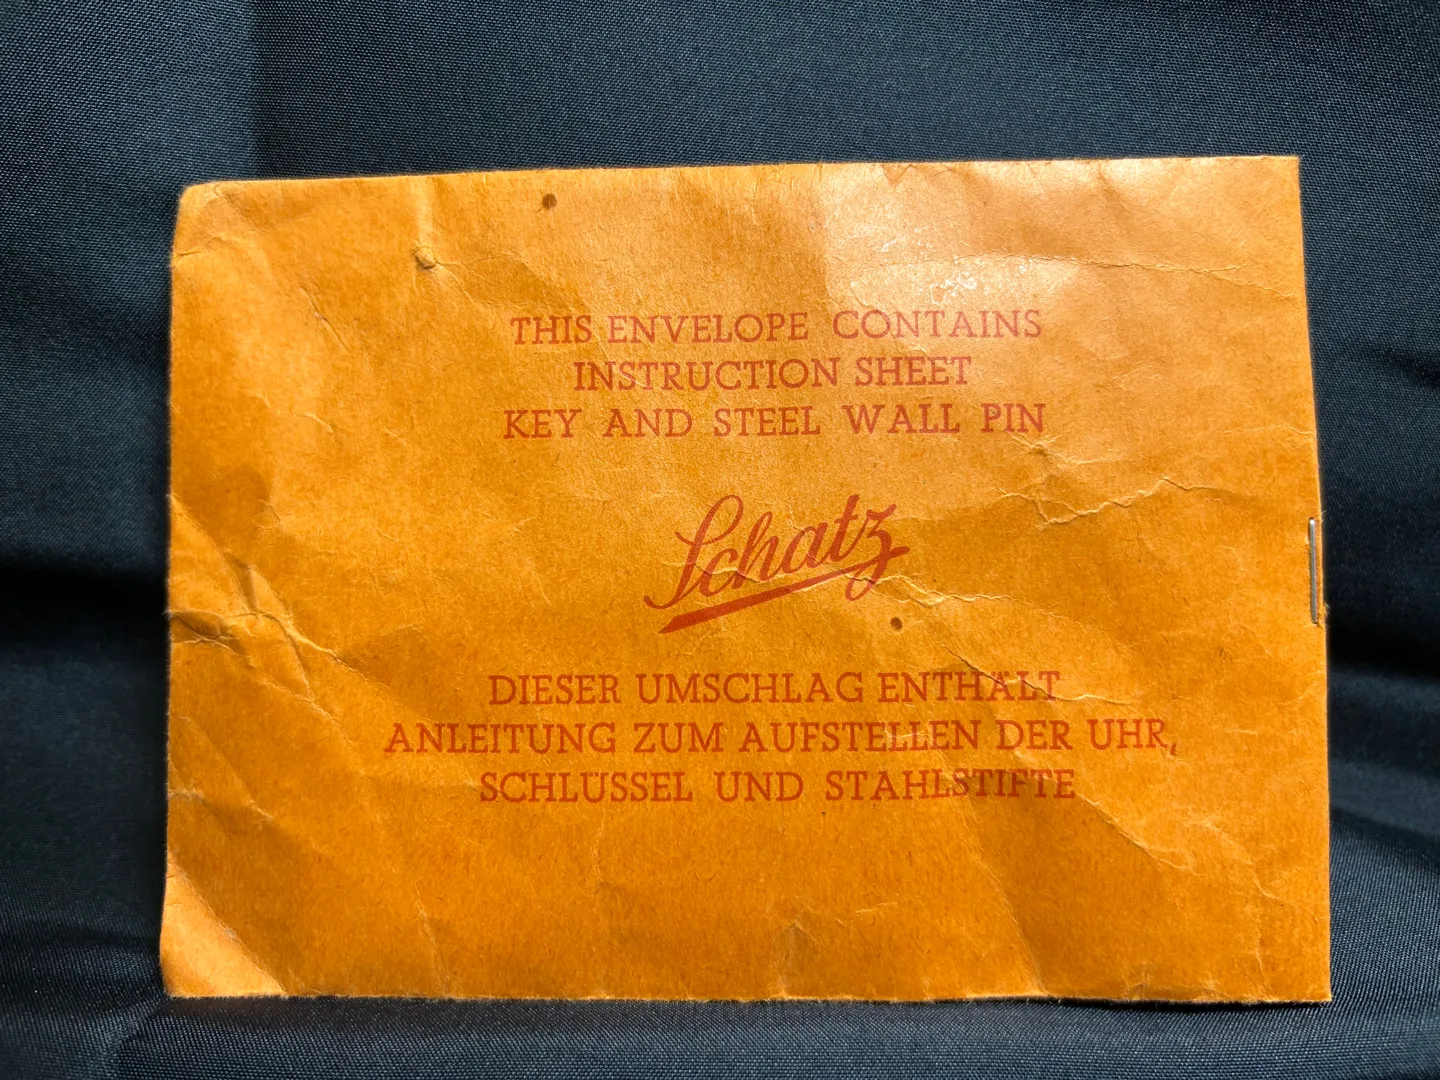 THIS ENVELOPE CONTAINS
INSTRUCTION SHEET
KEY AND STEEL WALL PIN
Schatz
DIESER UMSCHLAG ENTHÄLT
ANLEITUNG ZUM AUFSTELLEN DER UHR,
SCHLÜSSEL UND STAHLSTIFTE